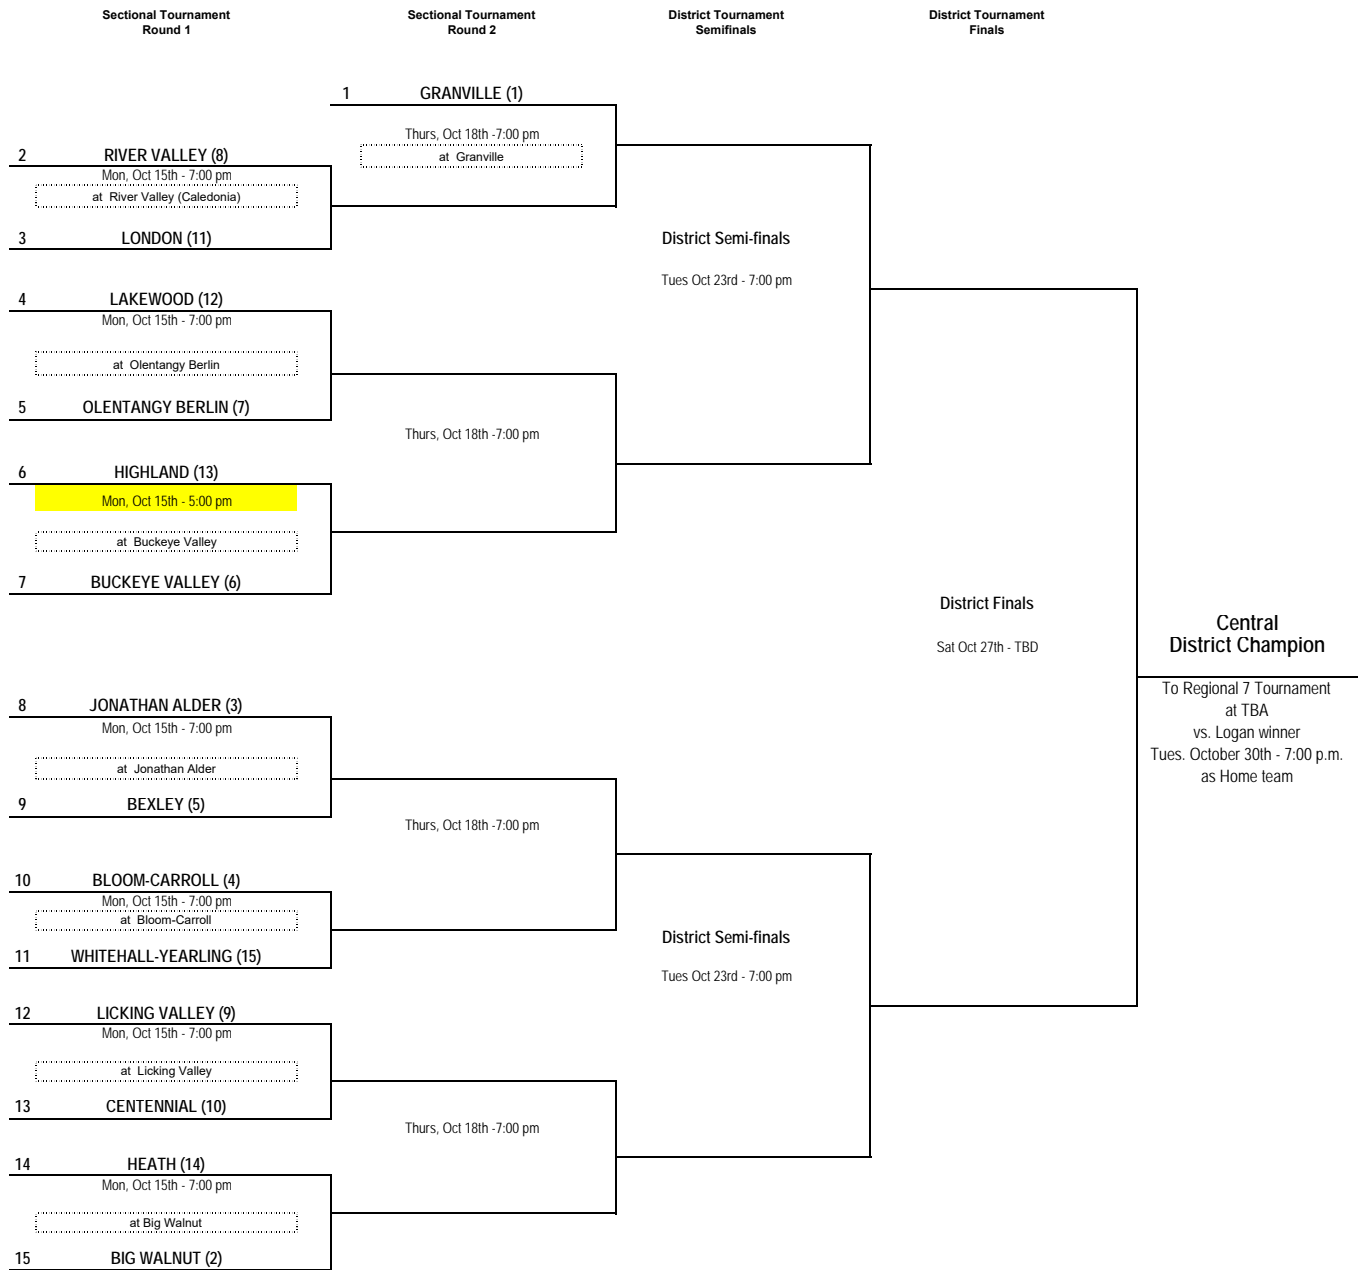 Sectional Tournament
Round 1
Sectional Tournament
Round 2
District Tournament
Semifinals
District Tournament
Finals
1 GRANVILLE (1)
Thurs, Oct 18th -7:00 pm
at Granville
2 RIVER VALLEY (8)
Mon, Oct 15th - 7:00 pm
at River Valley (Caledonia)
3 LONDON (11)
District Semi-finals
Tues Oct 23rd - 7:00 pm
4 LAKEWOOD (12)
Mon, Oct 15th - 7:00 pm
at Olentangy Berlin
5 OLENTANGY BERLIN (7)
Thurs, Oct 18th -7:00 pm
6 HIGHLAND (13)
Mon, Oct 15th - 5:00 pm
at Buckeye Valley
7 BUCKEYE VALLEY (6)
District Finals
Sat Oct 27th - TBD
Central
District Champion
To Regional 7 Tournament
at TBA
vs. Logan winner
Tues. October 30th - 7:00 p.m.
as Home team
8 JONATHAN ALDER (3)
Mon, Oct 15th - 7:00 pm
at Jonathan Alder
9 BEXLEY (5)
Thurs, Oct 18th -7:00 pm
10 BLOOM-CARROLL (4)
Mon, Oct 15th - 7:00 pm
at Bloom-Carroll
11 WHITEHALL-YEARLING (15)
District Semi-finals
Tues Oct 23rd - 7:00 pm
12 LICKING VALLEY (9)
Mon, Oct 15th - 7:00 pm
at Licking Valley
13 CENTENNIAL (10)
Thurs, Oct 18th -7:00 pm
14 HEATH (14)
Mon, Oct 15th - 7:00 pm
at Big Walnut
15 BIG WALNUT (2)